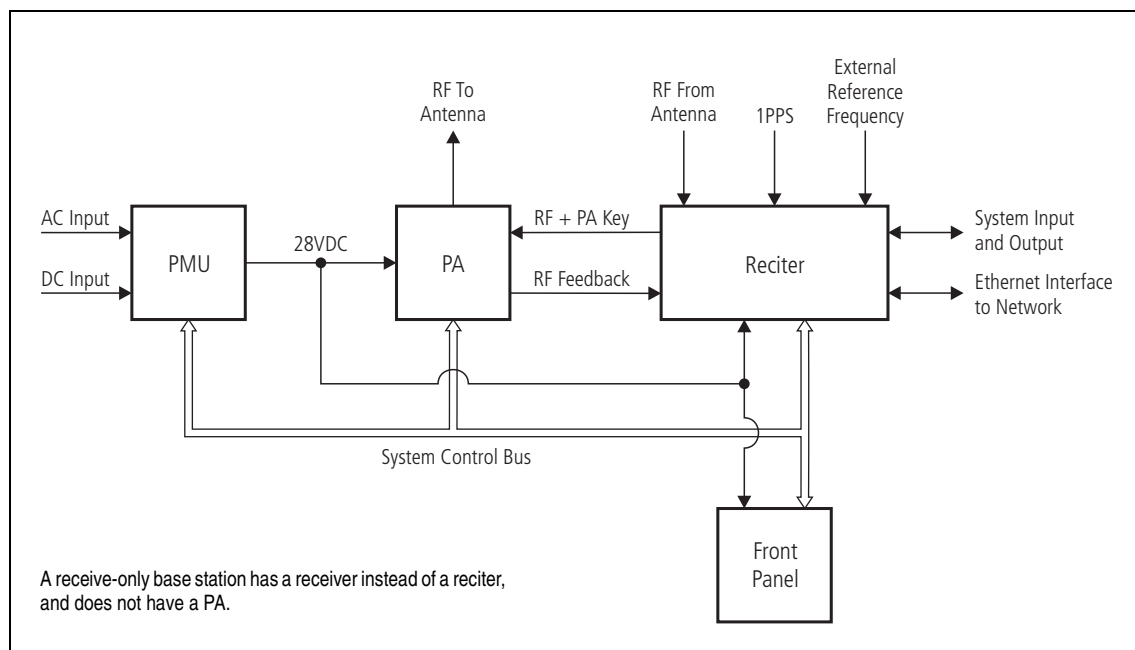 RF To
Antenna
RF From
Antenna
1PPS
External
Reference
Frequency
AC Input
DC Input
PMU
28VDC
PA
RF + PA Key
RF Feedback
Reciter
System Input
and Output
Ethernet Interface
to Network
System Control Bus
Front
Panel
A receive-only base station has a receiver instead of a reciter,
and does not have a PA.